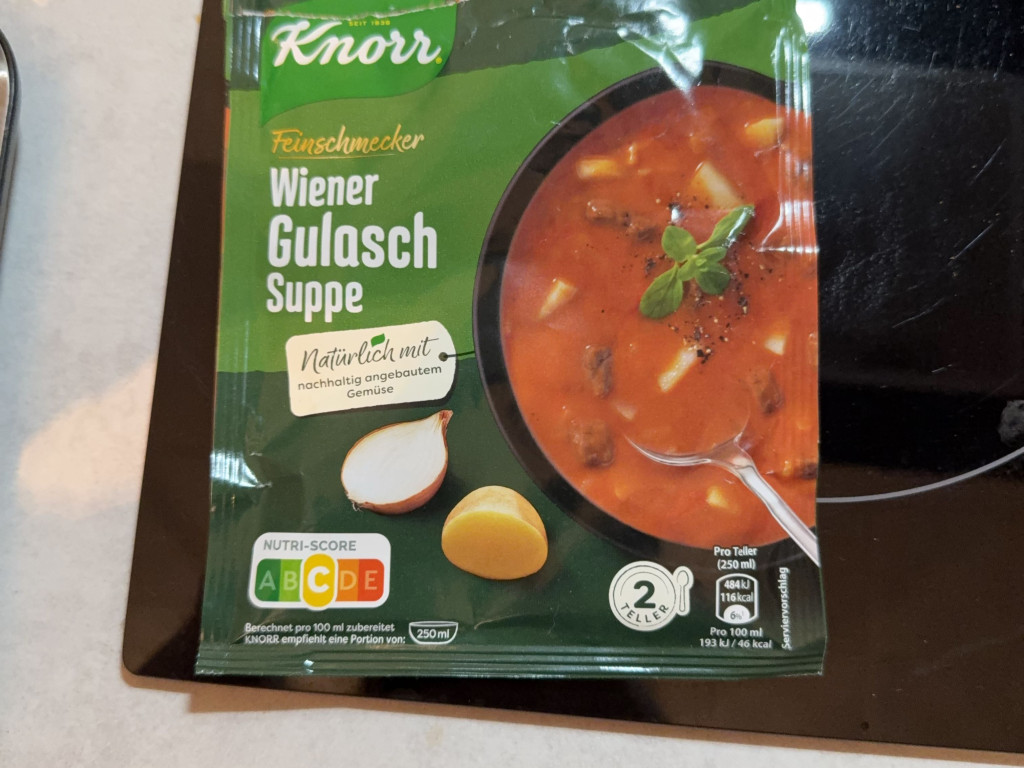 SEIT 1838
Knorr
Feinschmecker
Wiener
Gulasch
Suppe
Natürlich mit
nachhaltig angebautem
Gemüse
NUTRI-SCORE
A B C D E
Berechnet pro 100 ml zubereitet
KNORR empfiehlt eine Portion von: 250 ml
2
TELLER
Pro Teller
(250 ml)
484 kJ
116 kcal
6%
Pro 100 ml
193 kJ / 46 kcal
Serviervorschlag